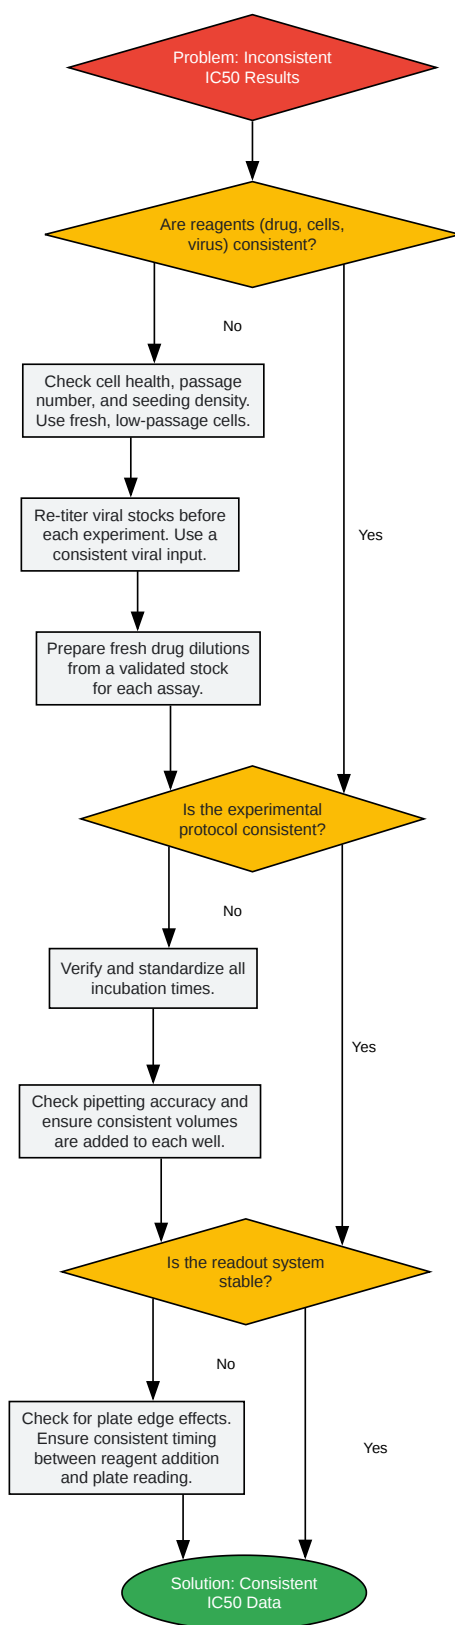 Problem: Inconsistent
IC50 Results
Are reagents (drug, cells,
virus) consistent?
No
Check cell health, passage
number, and seeding density.
Use fresh, low-passage cells.
Re-titer viral stocks before
each experiment. Use a
consistent viral input.
Yes
Prepare fresh drug dilutions
from a validated stock
for each assay.
Is the experimental
protocol consistent?
No
Verify and standardize all
incubation times.
Yes
Check pipetting accuracy and
ensure consistent volumes
are added to each well.
Is the readout system
stable?
No
Check for plate edge effects.
Ensure consistent timing
between reagent addition
and plate reading.
Yes
Solution: Consistent
IC50 Data